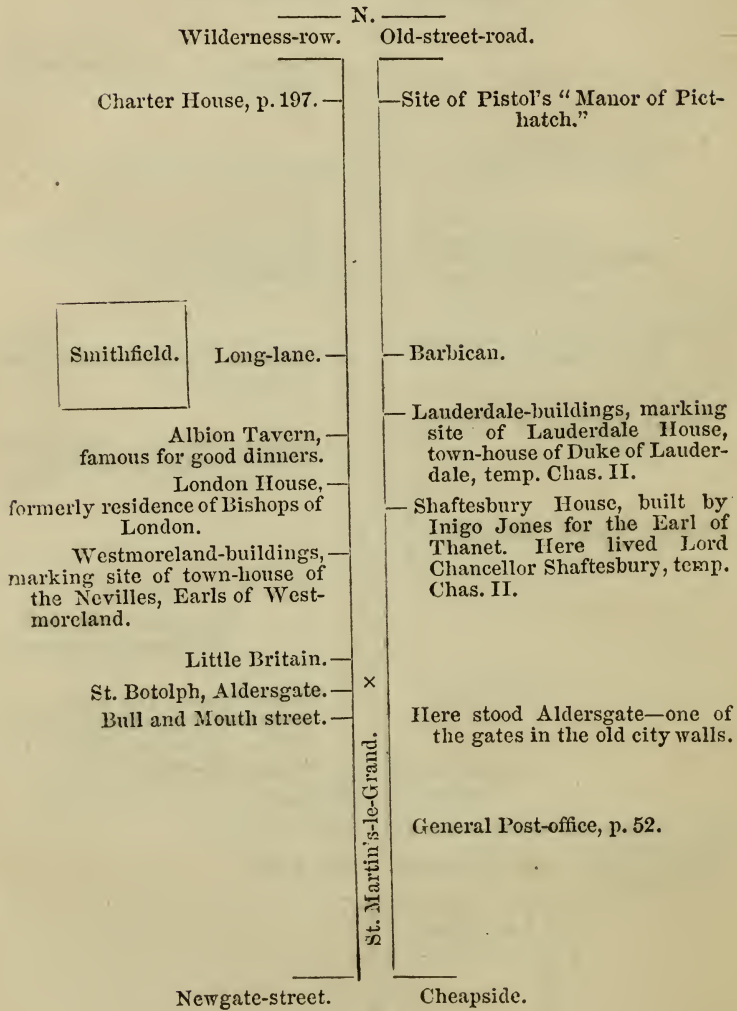 N.
Wilderness-row. Old-street-road.
Charter House, p. 197.
Site of Pistol's "Manor of Pict-
hatch."
Smithfield.
Long-lane.
Barbican.
Lauderdale-buildings, marking
site of Lauderdale House,
town-house of Duke of Lauder-
dale, temp. Chas. II.
Albion Tavern,
famous for good dinners.
London House,
formerly residence of Bishops of
London.
Shaftesbury House, built by
Inigo Jones for the Earl of
Thanet. Here lived Lord
Chancellor Shaftesbury, temp.
Chas. II.
Westmoreland-buildings,
marking site of town-house of
the Nevilles, Earls of West-
moreland.
Little Britain.
St. Botolph, Aldersgate.
×
Bull and Mouth street.
Here stood Aldersgate—one of
the gates in the old city walls.
St. Martin's-le-Grand.
General Post-office, p. 52.
Newgate-street.
Cheapside.